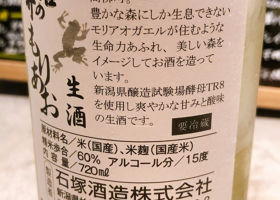 もりあお
生酒
豊かな森にしか生息できない
モリアオガエルが住むような
生命力あふれ、美しい森を
イメージしてお酒を造って
います。
新潟県醸造試験場酵母TR8
を使用し爽やかな甘みと酸味
の生酒
要冷蔵
原材料/米(国産)、米麹(国産米)
精米歩合/60% アルコール分/15度
内容量/720ml
石塚酒造株式会社
新潟県